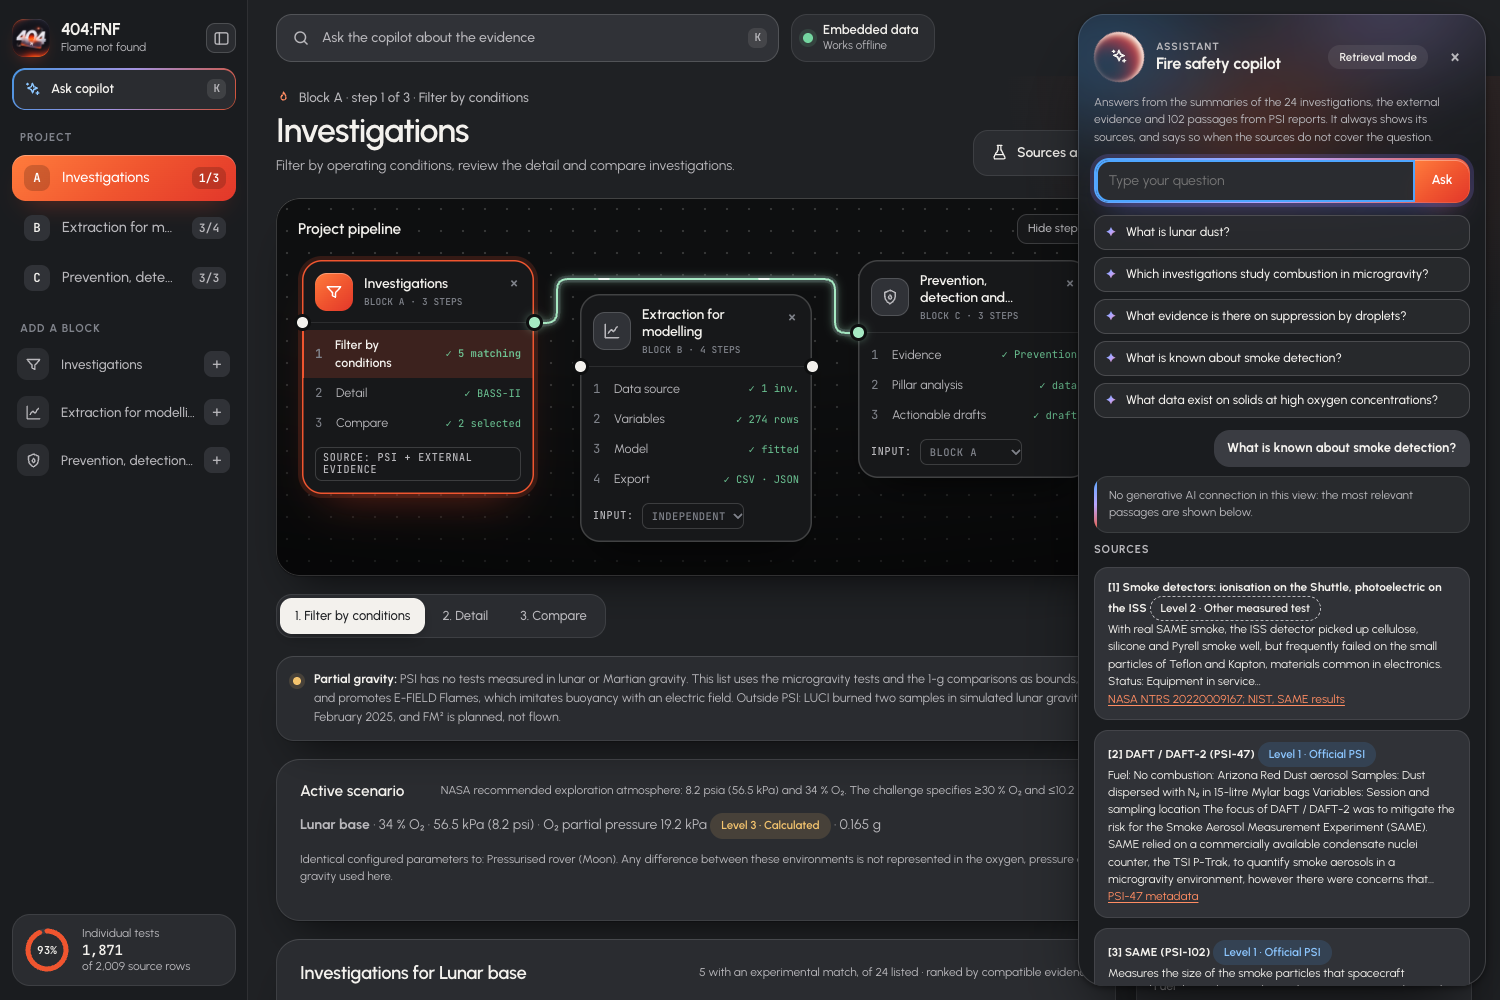 404:FNF
Flame not found
Ask copilot K
PROJECT
A Investigations 1/3
B Extraction for m... 3/4
C Prevention, dete... 3/3
ADD A BLOCK
Investigations +
Extraction for modelli... +
Prevention, detection... +
93%
Individual tests
1,871
of 2,009 source rows
Ask the copilot about the evidence K
Embedded data
Works offline
Block A · step 1 of 3 · Filter by conditions
Investigations
Filter by operating conditions, review the detail and compare investigations.
Sources a
Project pipeline
Hide step
Investigations ×
BLOCK A · 3 STEPS
1 Filter by conditions ✓ 5 matching
2 Detail ✓ BASS-II
3 Compare ✓ 2 selected
SOURCE: PSI + EXTERNAL
EVIDENCE
Extraction for
modelling ×
BLOCK B · 4 STEPS
1 Data source ✓ 1 inv.
2 Variables ✓ 274 rows
3 Model ✓ fitted
4 Export ✓ CSV · JSON
INPUT: INDEPENDENT
Prevention,
detection and... ×
BLOCK C · 3 STEPS
1 Evidence ✓ Prevention
2 Pillar analysis ✓ data
3 Actionable drafts ✓ draft
INPUT: BLOCK A
1. Filter by conditions 2. Detail 3. Compare
Partial gravity: PSI has no tests measured in lunar or Martian gravity. This list uses the microgravity tests and the 1-g comparisons as bounds,
and promotes E-FIELD Flames, which imitates buoyancy with an electric field. Outside PSI: LUCI burned two samples in simulated lunar gravit
February 2025, and FM² is planned, not flown.
Active scenario
NASA recommended exploration atmosphere: 8.2 psia (56.5 kPa) and 34 % O₂. The challenge specifies ≥30 % O₂ and ≤10.2
Lunar base · 34 % O₂ · 56.5 kPa (8.2 psi) · O₂ partial pressure 19.2 kPa Level 3 · Calculated · 0.165 g
Identical configured parameters to: Pressurised rover (Moon). Any difference between these environments is not represented in the oxygen, pressure
gravity used here.
Investigations for Lunar base
5 with an experimental match, of 24 listed · ranked by compatible eviden
ASSISTANT
Fire safety copilot
Retrieval mode ×
Answers from the summaries of the 24 investigations, the external
evidence and 102 passages from PSI reports. It always shows its
sources, and says so when the sources do not cover the question.
Type your question Ask
What is lunar dust?
Which investigations study combustion in microgravity?
What evidence is there on suppression by droplets?
What is known about smoke detection?
What data exist on solids at high oxygen concentrations?
What is known about smoke detection?
No generative AI connection in this view: the most relevant
passages are shown below.
SOURCES
[1] Smoke detectors: ionisation on the Shuttle, photoelectric on
the ISS Level 2 · Other measured test
With real SAME smoke, the ISS detector picked up cellulose,
silicone and Pyrell smoke well, but frequently failed on the small
particles of Teflon and Kapton, materials common in electronics.
Status: Equipment in service...
NASA NTRS 20220009167; NIST, SAME results
[2] DAFT / DAFT-2 (PSI-47) Level 1 · Official PSI
Fuel: No combustion: Arizona Red Dust aerosol Samples: Dust
dispersed with N₂ in 15-litre Mylar bags Variables: Session and
sampling location The focus of DAFT / DAFT-2 was to mitigate the
risk for the Smoke Aerosol Measurement Experiment (SAME).
SAME relied on a commercially available condensate nuclei
counter, the TSI P-Trak, to quantify smoke aerosols in a
microgravity environment, however there were concerns that...
PSI-47 metadata
[3] SAME (PSI-102) Level 1 · Official PSI
Measures the size of the smoke particles that spacecraft